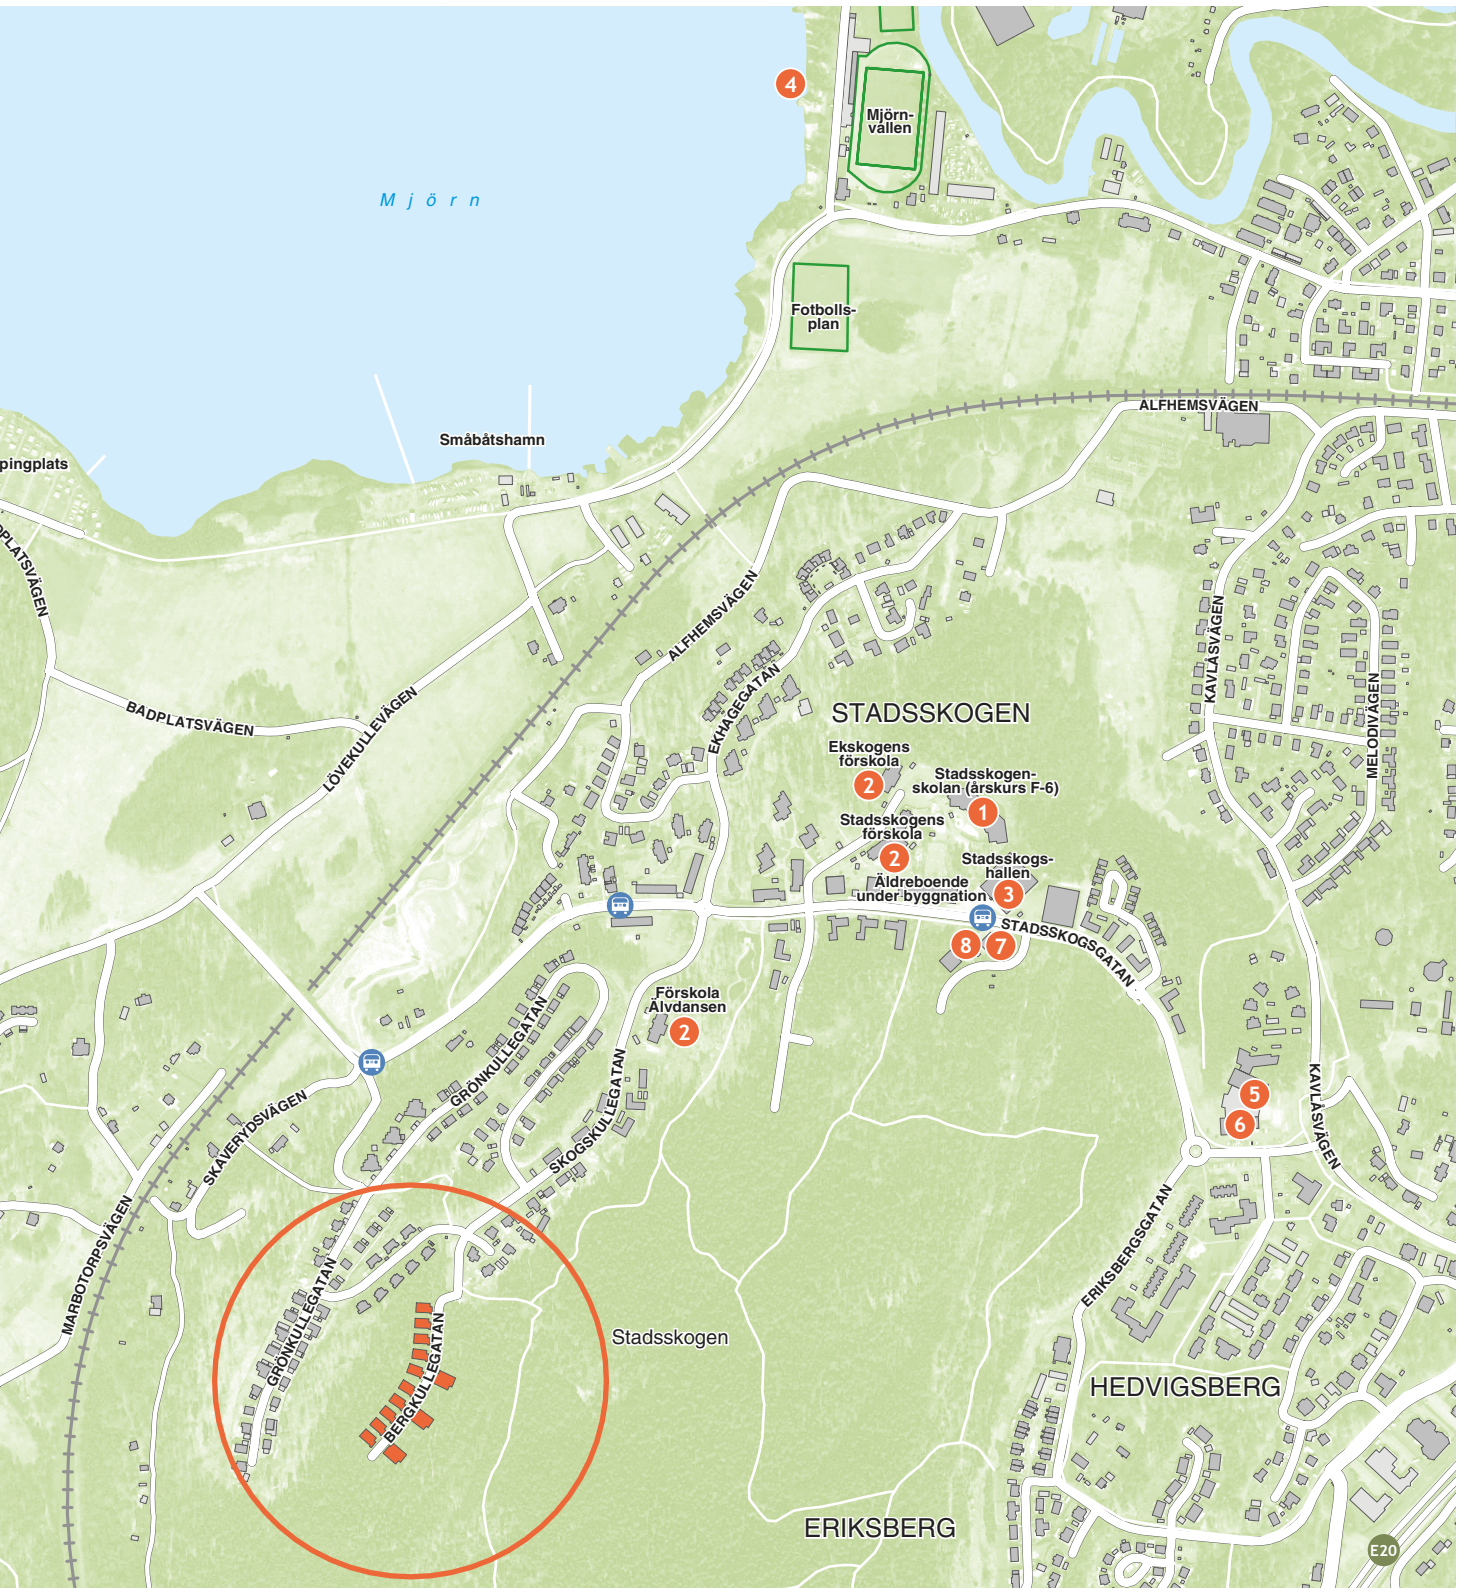 4
Mjörn-
vallen
Mjörn
Fotbolls-
plan
ALFHEMSVÄGEN
Småbåtshamn
pingplats
DPLATSVÄGEN
ALFHEMSVÄGEN
KAVLÅSVÄGEN
EKHAGEGATAN
MELODIVÄGEN
BADPLATSVÄGEN
LÖVEKULLEVÄGEN
STADSSKOGEN
Ekskogens
förskola
2
Stadsskogen-
skolan (årskurs F-6)
1
Stadsskogens
förskola
2
Stadsskogs-
hallen
3
Äldreboende
under byggnation
STADSSKOGSGATAN
8
7
Förskola
Älvdansen
2
GRÖNKULLEGATAN
SKOGSKULLEGATAN
SKAVERYDSVÄGEN
5
6
KAVLÅSVÄGEN
MARBOTORPSVÄGEN
ERIKSBERGSGATAN
GRÖNKULLEGATAN
BERGKULLEGATAN
Stadsskogen
HEDVIGSBERG
ERIKSBERG
E20